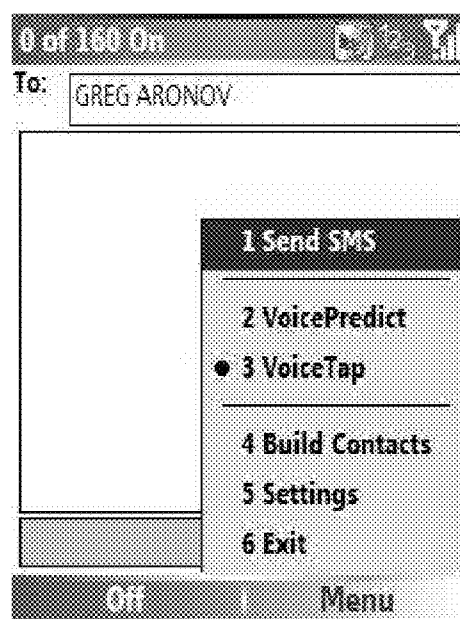 0 of 160 On
To: GREG ARONOV
1 Send SMS
2 VoicePredict
3 VoiceTap
4 Build Contacts
5 Settings
6 Exit
Off Menu